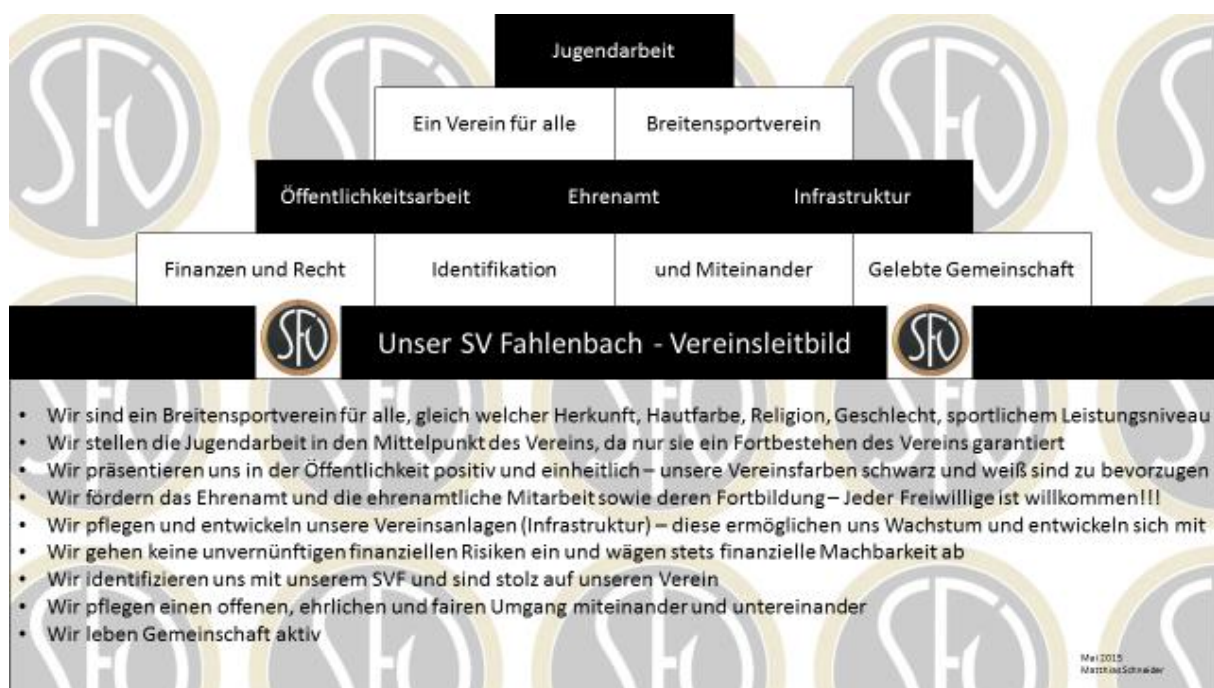 Jugendarbeit
Ein Verein für alle Breitensportverein
Öffentlichkeitsarbeit Ehrenamt Infrastruktur
Finanzen und Recht Identifikation und Miteinander Gelebte Gemeinschaft
SFV Unser SV Fahlenbach - Vereinsleitbild SFV
• Wir sind ein Breitensportverein für alle, gleich welcher Herkunft, Hautfarbe, Religion, Geschlecht, sportlichem Leistungsniveau
• Wir stellen die Jugendarbeit in den Mittelpunkt des Vereins, da nur sie ein Fortbestehen des Vereins garantiert
• Wir präsentieren uns in der Öffentlichkeit positiv und einheitlich – unsere Vereinsfarben schwarz und weiß sind zu bevorzugen
• Wir fördern das Ehrenamt und die ehrenamtliche Mitarbeit sowie deren Fortbildung – Jeder Freiwillige ist willkommen!!!
• Wir pflegen und entwickeln unsere Vereinsanlagen (Infrastruktur) – diese ermöglichen uns Wachstum und entwickeln sich mit
• Wir gehen keine unvernünftigen finanziellen Risiken ein und wägen stets finanzielle Machbarkeit ab
• Wir identifizieren uns mit unserem SVF und sind stolz auf unseren Verein
• Wir pflegen einen offenen, ehrlichen und fairen Umgang miteinander und untereinander
• Wir leben Gemeinschaft aktiv
Mai 2015
Matthias Schneider